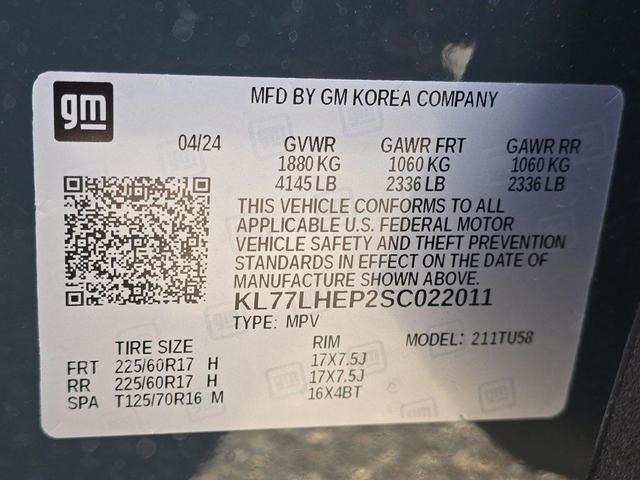 gm
MFD BY GM KOREA COMPANY
04/24 GVWR GAWR FRT GAWR RR
1880 KG 1060 KG 1060 KG
4145 LB 2336 LB 2336 LB
THIS VEHICLE CONFORMS TO ALL
APPLICABLE U.S. FEDERAL MOTOR
VEHICLE SAFETY AND THEFT PREVENTION
STANDARDS IN EFFECT ON THE DATE OF
MANUFACTURE SHOWN ABOVE.
KL77LHEP2SC022011
TYPE: MPV MODEL: 211TU58
TIRE SIZE RIM
FRT 225/60R17 H 17X7.5J
RR 225/60R17 H 17X7.5J
SPA T125/70R16 M 16X4BT